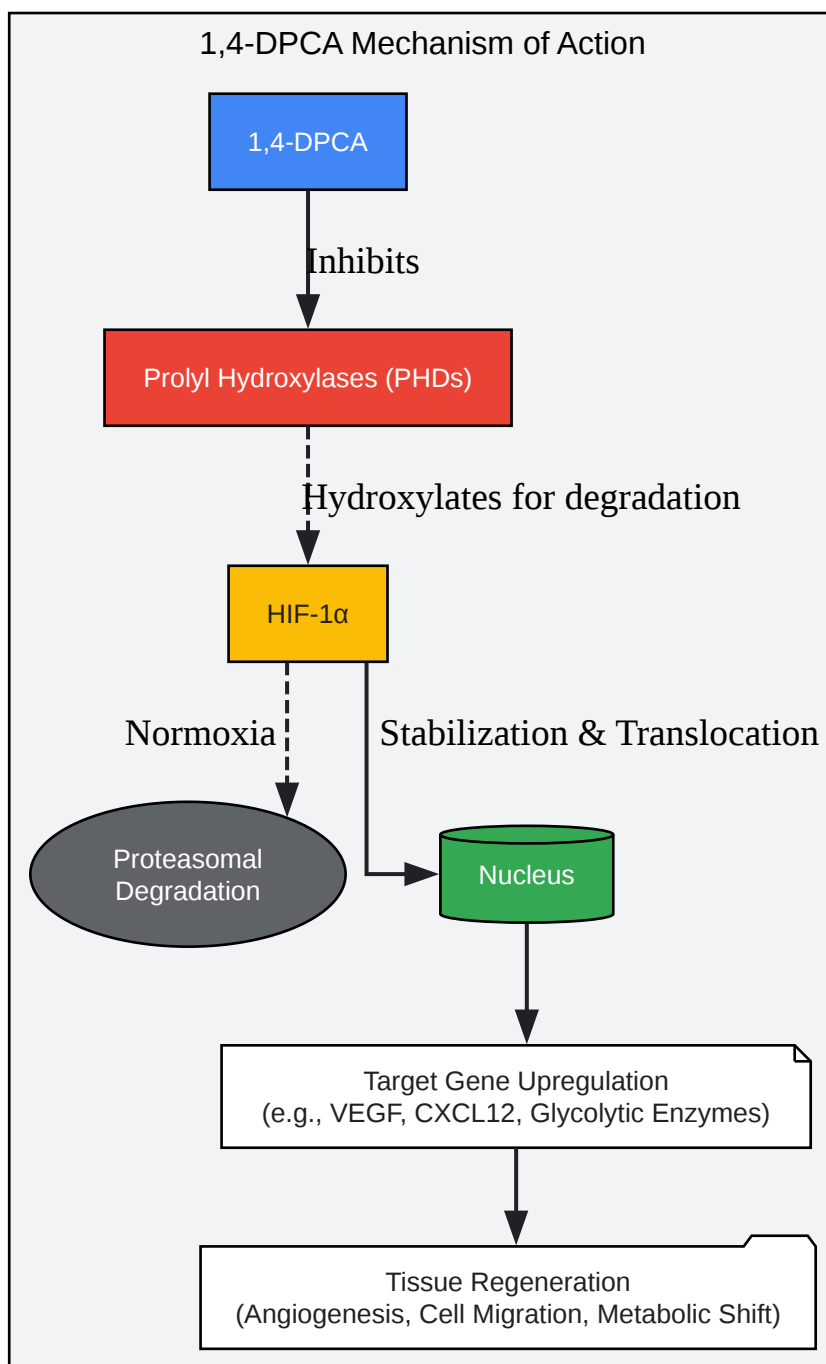 1,4-DPCA Mechanism of Action
1,4-DPCA
Inhibits
Prolyl Hydroxylases (PHDs)
Hydroxylates for degradation
HIF-1α
Normoxia
Stabilization & Translocation
Proteasomal
Degradation
Nucleus
Target Gene Upregulation
(e.g., VEGF, CXCL12, Glycolytic Enzymes)
Tissue Regeneration
(Angiogenesis, Cell Migration, Metabolic Shift)